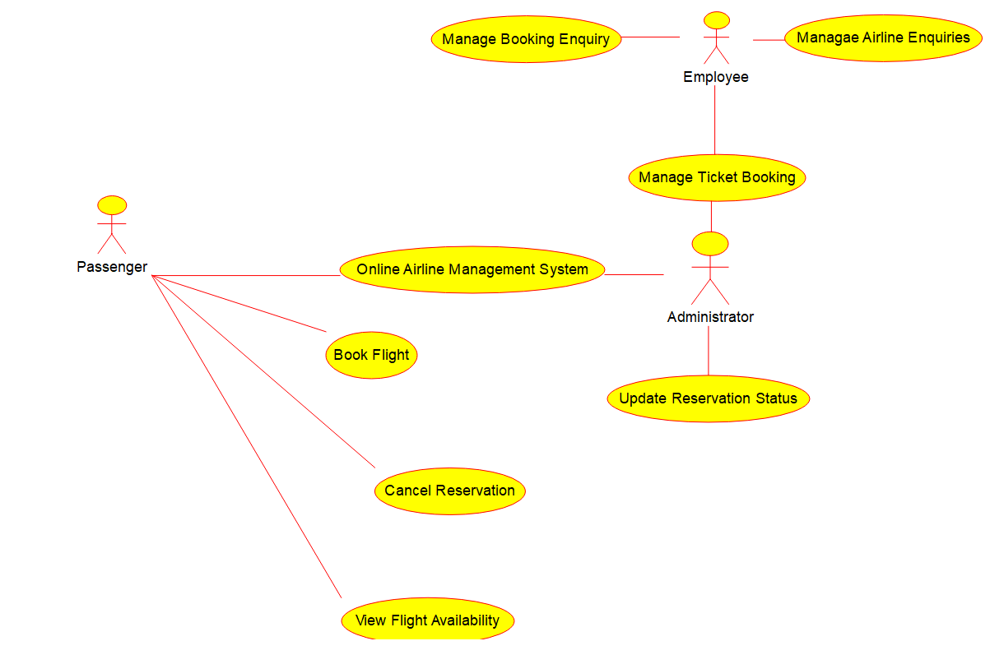 Manage Booking Enquiry
Managae Airline Enquiries
Employee
Manage Ticket Booking
Passenger
Online Airline Management System
Administrator
Book Flight
Update Reservation Status
Cancel Reservation
View Flight Availability